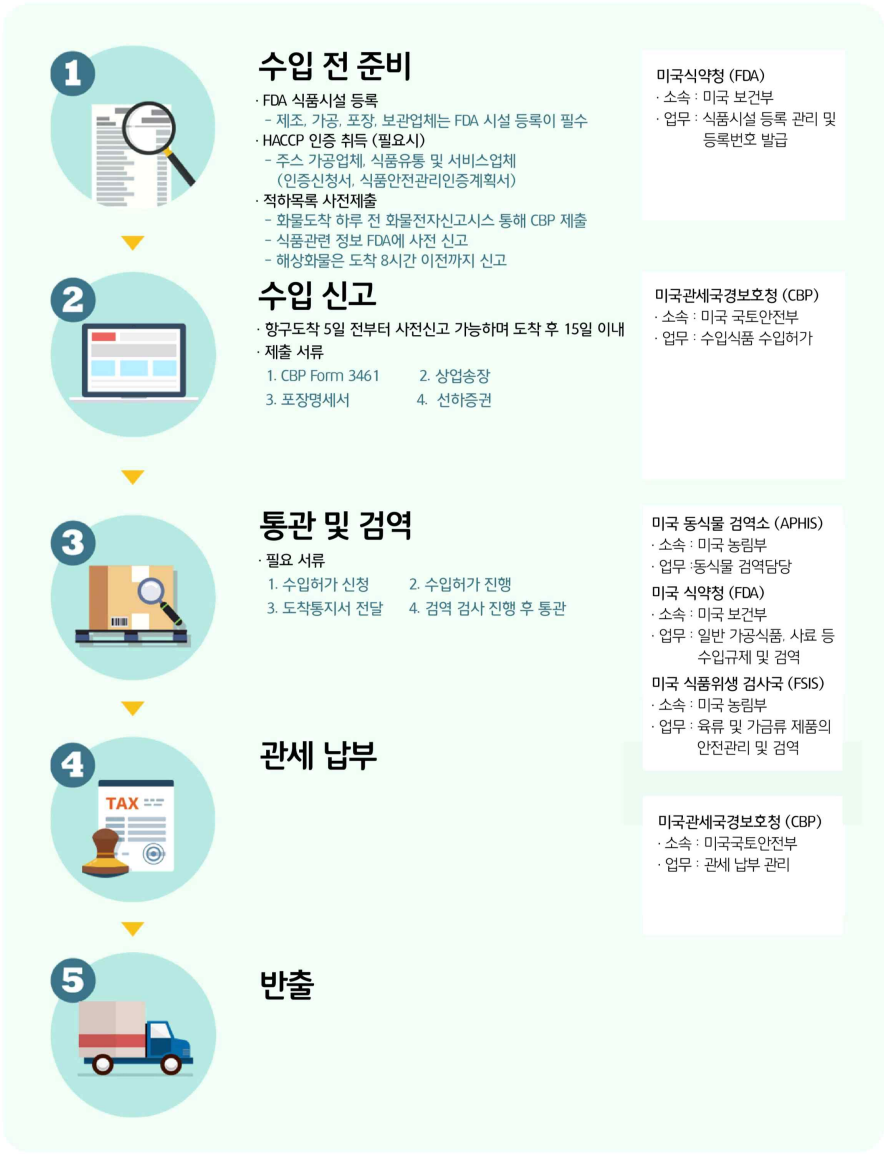 1
수입 전 준비
· FDA 식품시설 등록
- 제조, 가공, 포장, 보관업체는 FDA 시설 등록이 필수
· HACCP 인증 취득 (필요시)
- 주스 가공업체, 식품유통 및 서비스업체
(인증신청서, 식품안전관리인증계획서)
· 적하목록 사전제출
- 화물도착 하루 전 화물전자신고시스 통해 CBP 제출
- 식품관련 정보 FDA에 사전 신고
- 해상화물은 도착 8시간 이전까지 신고
미국식약청 (FDA)
· 소속 : 미국 보건부
· 업무 : 식품시설 등록 관리 및
등록번호 발급
2
수입 신고
· 항구도착 5일 전부터 사전신고 가능하며 도착 후 15일 이내
· 제출 서류
1. CBP Form 3461 2. 상업송장
3. 포장명세서 4. 선하증권
미국관세국경보호청 (CBP)
· 소속 : 미국 국토안전부
· 업무 : 수입식품 수입허가
3
통관 및 검역
· 필요 서류
1. 수입허가 신청 2. 수입허가 진행
3. 도착통지서 전달 4. 검역 검사 진행 후 통관
미국 동식물 검역소 (APHIS)
· 소속 : 미국 농림부
· 업무 :동식물 검역담당
미국 식약청 (FDA)
· 소속 : 미국 보건부
· 업무 : 일반 가공식품, 사료 등
수입규제 및 검역
미국 식품위생 검사국 (FSIS)
· 소속 : 미국 농림부
· 업무 : 육류 및 가금류 제품의
안전관리 및 검역
4
TAX
관세 납부
미국관세국경보호청 (CBP)
· 소속 : 미국국토안전부
· 업무 : 관세 납부 관리
5
반출